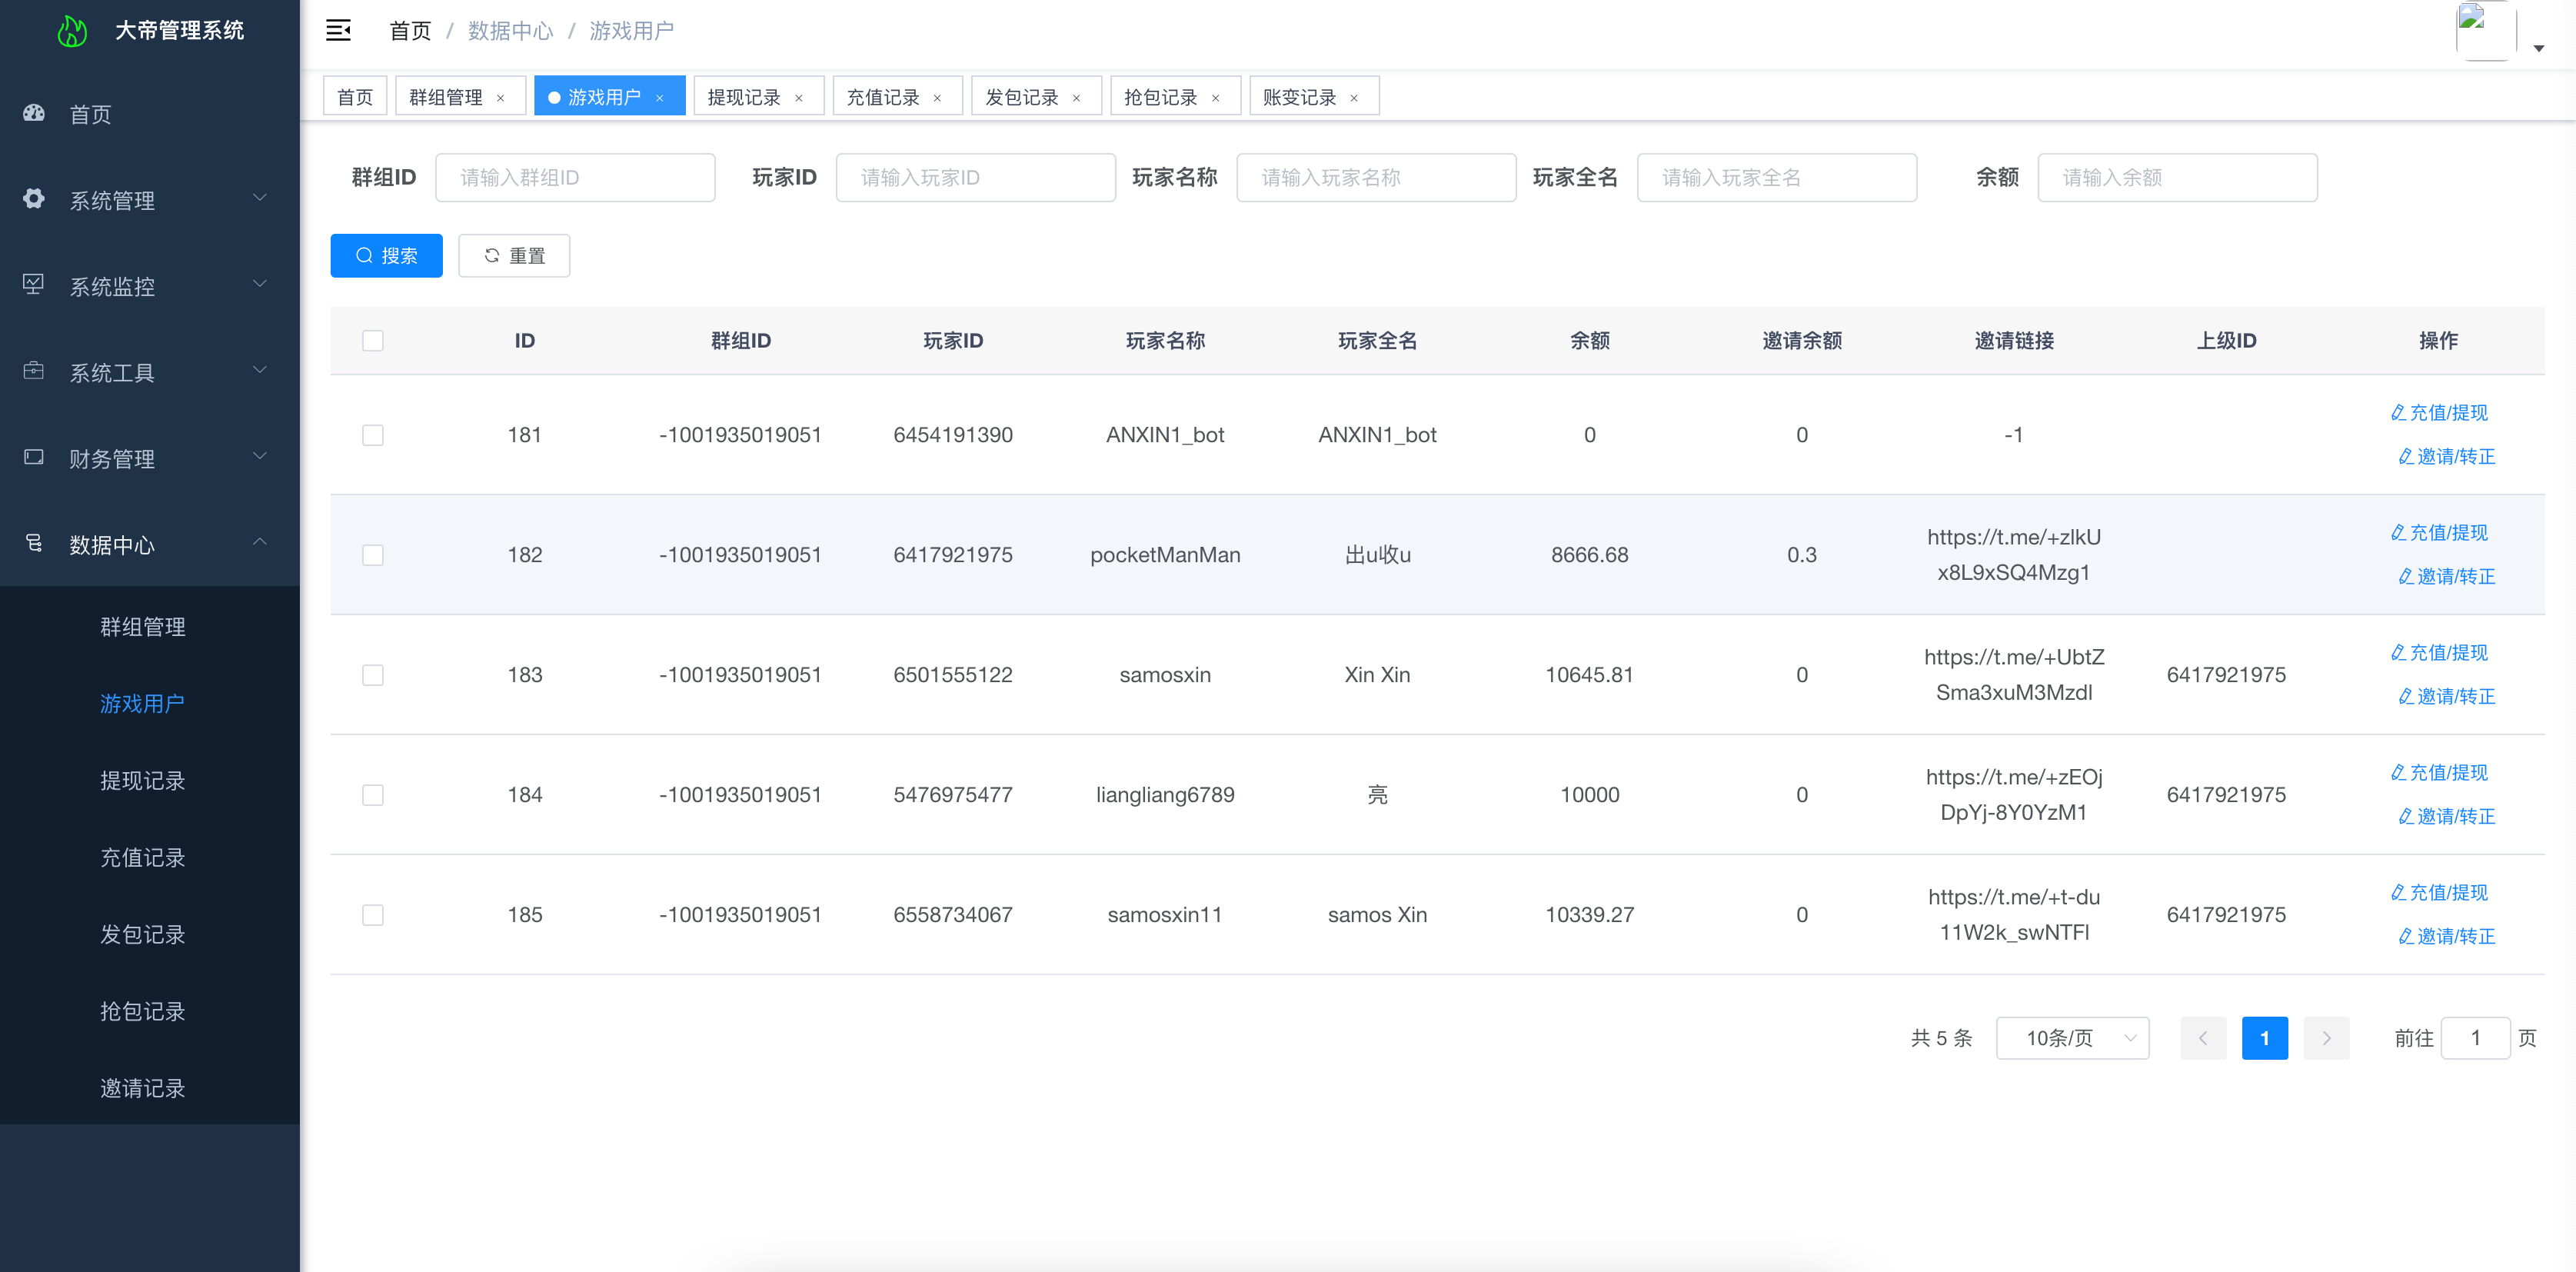 大帝管理系统
首页 / 数据中心 / 游戏用户
首页
系统管理
系统监控
系统工具
财务管理
数据中心
群组管理
游戏用户
提现记录
充值记录
发包记录
抢包记录
邀请记录
首页 群组管理 × 游戏用户 × 提现记录 × 充值记录 × 发包记录 × 抢包记录 × 账变记录 ×
群组ID 请输入群组ID 玩家ID 请输入玩家ID 玩家名称 请输入玩家名称 玩家全名 请输入玩家全名 余额 请输入余额
搜索 重置
ID 群组ID 玩家ID 玩家名称 玩家全名 余额 邀请余额 邀请链接 上级ID 操作
181 -1001935019051 6454191390 ANXIN1_bot ANXIN1_bot 0 0 -1 充值/提现
邀请/转正
182 -1001935019051 6417921975 pocketManMan 出u收u 8666.68 0.3 https://t.me/+zlkU 充值/提现
x8L9xSQ4Mzg1 邀请/转正
183 -1001935019051 6501555122 samosxin Xin Xin 10645.81 0 https://t.me/+UbtZ 6417921975 充值/提现
Sma3xuM3Mzdl 邀请/转正
184 -1001935019051 5476975477 liangliang6789 亮 10000 0 https://t.me/+zEOj 6417921975 充值/提现
DpYj-8Y0YzM1 邀请/转正
185 -1001935019051 6558734067 samosxin11 samos Xin 10339.27 0 https://t.me/+t-du 6417921975 充值/提现
11W2k_swNTFl 邀请/转正
共 5 条 10条/页 1 前往 1 页